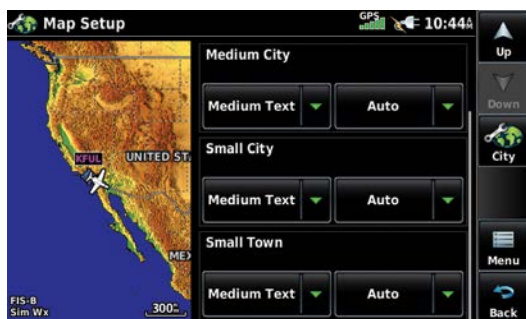 Map Setup
GPS
10:44A
Up
Down
City
Menu
Back
Medium City
Medium Text
Auto
Small City
Medium Text
Auto
Small Town
Medium Text
Auto
KFUL
UNITED ST
MEX
FIS-B
Sim Wx
300